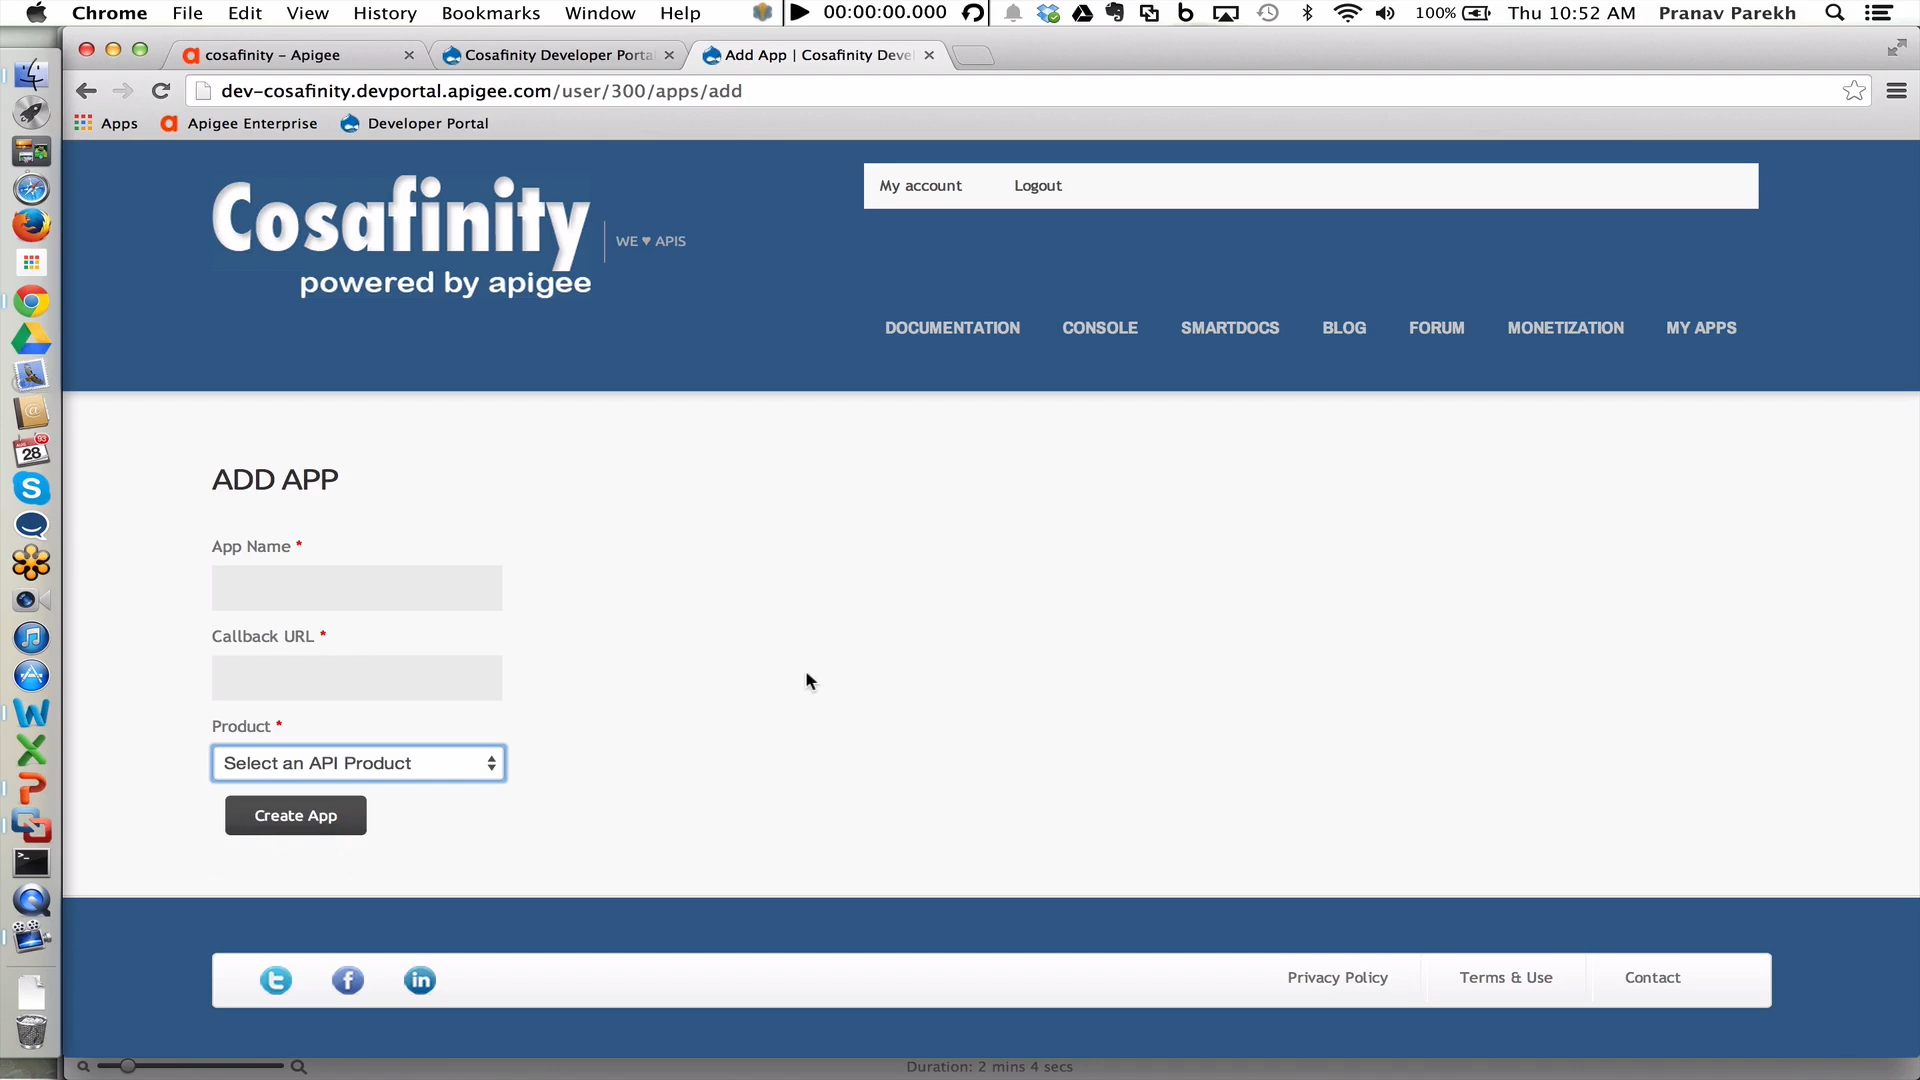 Chrome File Edit View History Bookmarks Window Help 00:00:00.000 b 100% Thu 10:52 AM Pranav Parekh
cosafinity – Apigee
Cosafinity Developer Porta
Add App | Cosafinity Deve
dev-cosafinity.devportal.apigee.com/user/300/apps/add
Apps Apigee Enterprise Developer Portal
Cosafinity
powered by apigee
WE ♥ APIS
My account Logout
DOCUMENTATION CONSOLE SMARTDOCS BLOG FORUM MONETIZATION MY APPS
ADD APP
App Name *
Callback URL *
Product *
Select an API Product
Create App
Privacy Policy Terms & Use Contact
Duration: 2 mins 4 secs
93
28